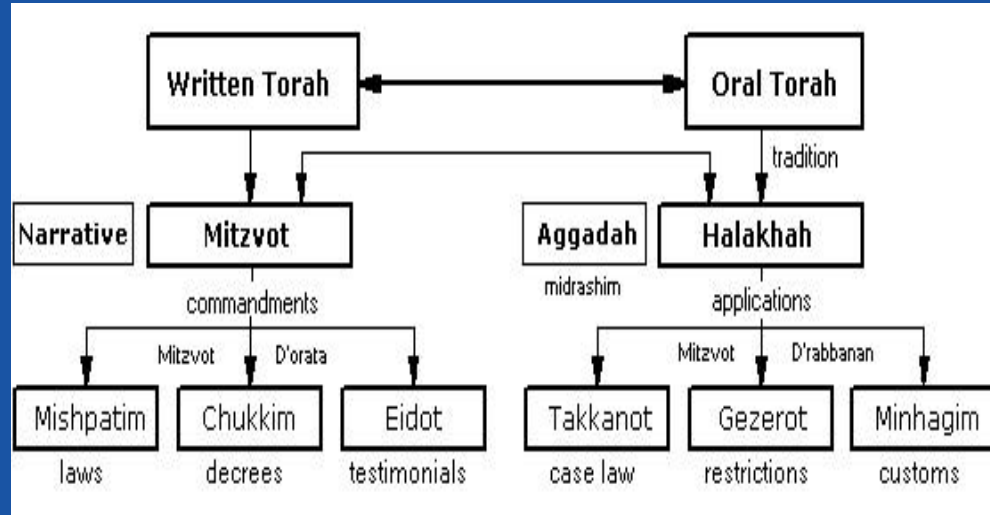 Written Torah
Oral Torah
tradition
Narrative
Mitzvot
Aggadah
Halakhah
midrashim
commandments
applications
Mitzvot D'orata
Mitzvot D'rabbanan
Mishpatim
Chukkim
Eidot
Takkanot
Gezerot
Minhagim
laws
decrees
testimonials
case law
restrictions
customs